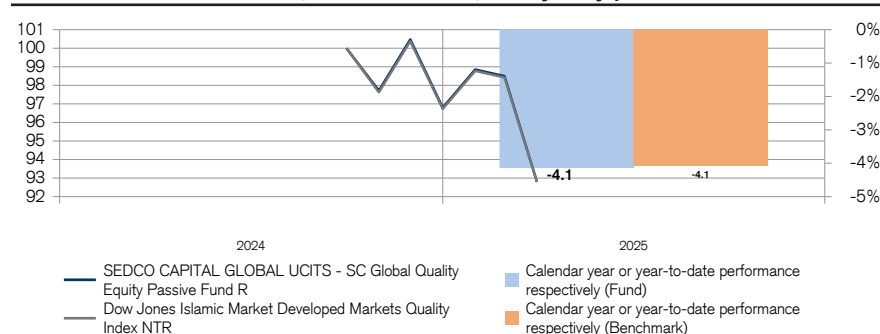 101
100
99
98
97
96
95
94
93
92
0%
-1%
-2%
-3%
-4%
-5%
-4.1
-4.1
2024
2025
SEDCO CAPITAL GLOBAL UCITS - SC Global Quality
Equity Passive Fund R
Dow Jones Islamic Market Developed Markets Quality
Index NTR
Calendar year or year-to-date performance
respectively (Fund)
Calendar year or year-to-date performance
respectively (Benchmark)